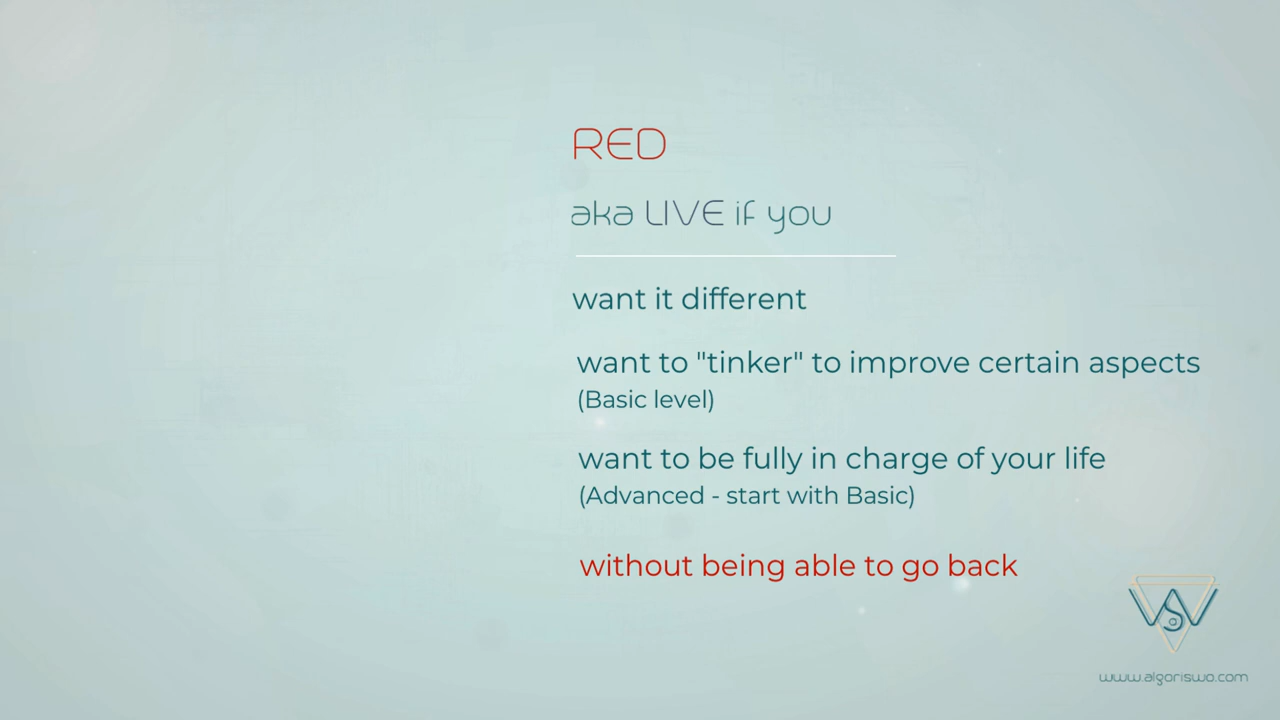 RED
aka LIVE if you
want it different
want to "tinker" to improve certain aspects
(Basic level)
want to be fully in charge of your life
(Advanced - start with Basic)
without being able to go back
www.algoriswo.com